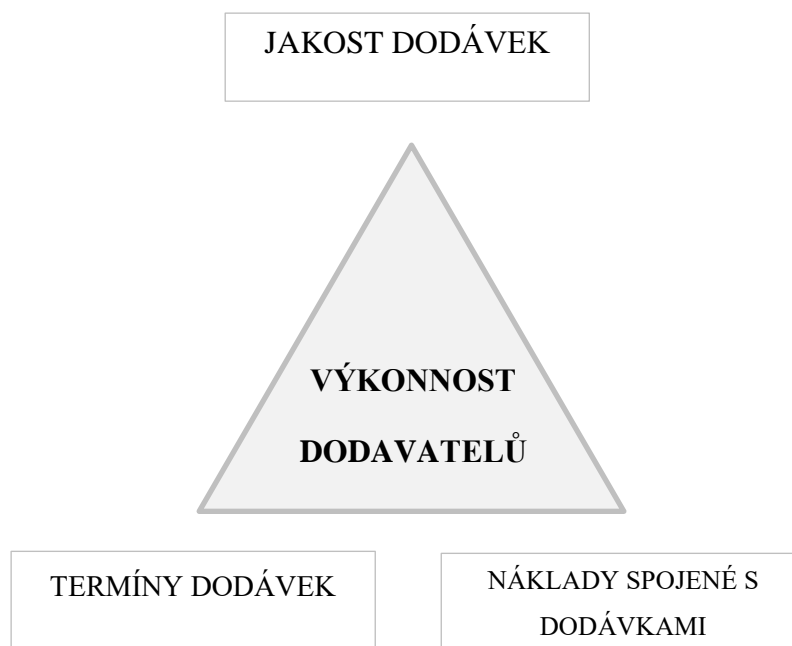 JAKOST DODÁVEK
VÝKONNOST
DODAVATELŮ
TERMÍNY DODÁVEK
NÁKLADY SPOJENÉ S
DODÁVKAMI